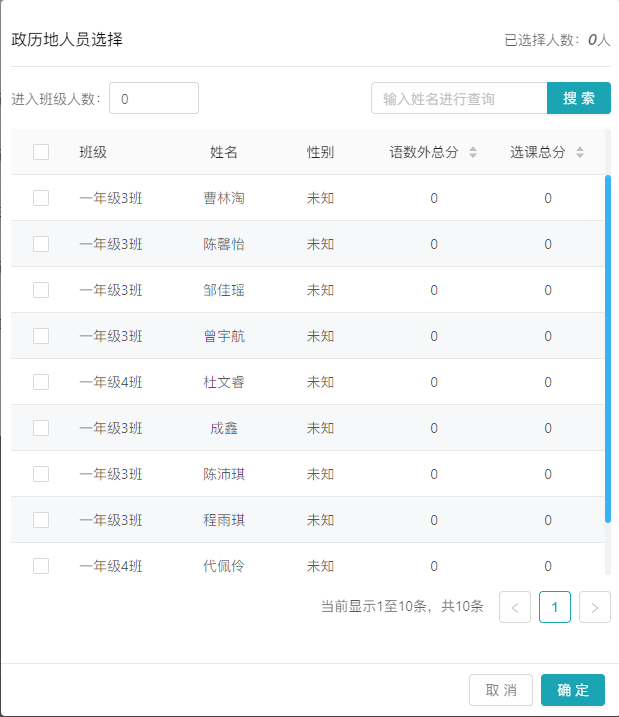 政历地人员选择 已选择人数：0人
进入班级人数： 0 输入姓名进行查询 搜 索
班级 姓名 性别 语数外总分 选课总分
一年级3班 曹林淘 未知 0 0
一年级3班 陈馨怡 未知 0 0
一年级3班 邹佳瑶 未知 0 0
一年级3班 曾宇航 未知 0 0
一年级4班 杜文睿 未知 0 0
一年级3班 成鑫 未知 0 0
一年级3班 陈沛琪 未知 0 0
一年级3班 程雨琪 未知 0 0
一年级4班 代佩伶 未知 0 0
当前显示1至10条，共10条 < 1 >
取 消 确 定